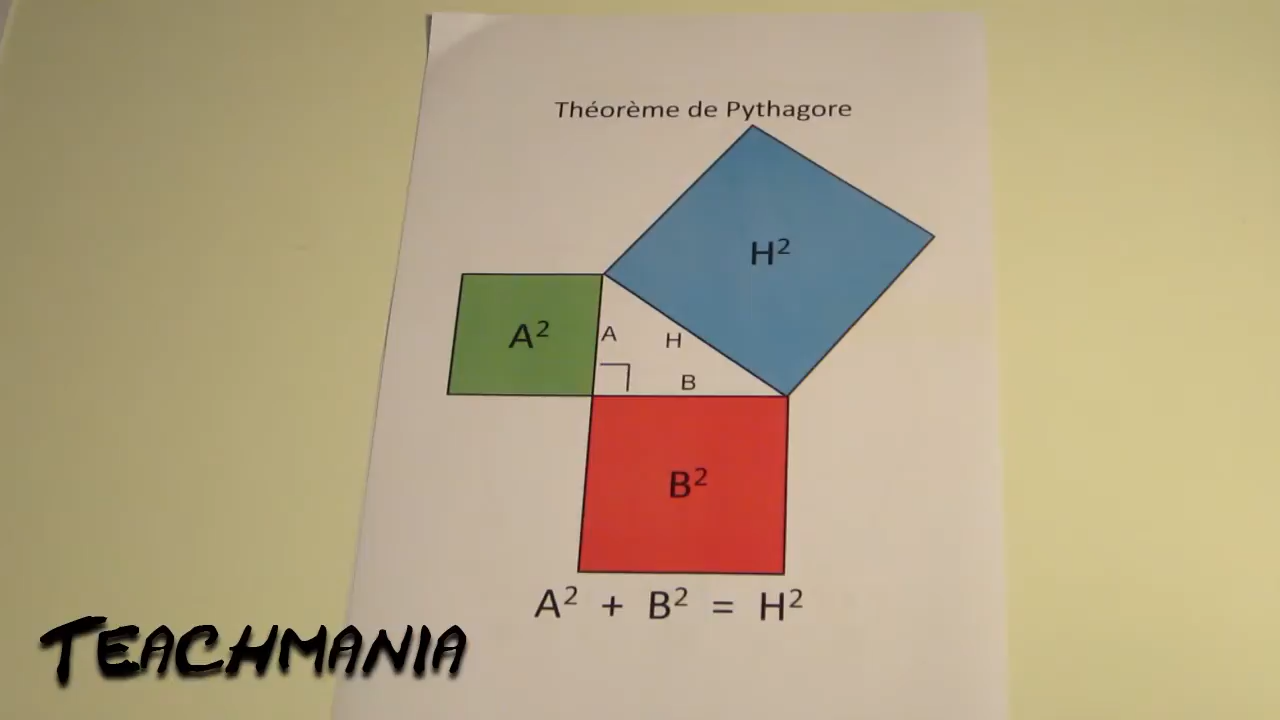 Théorème de Pythagore
H²
A²
A
H
B
B²
A² + B² = H²
TEACHMANIA